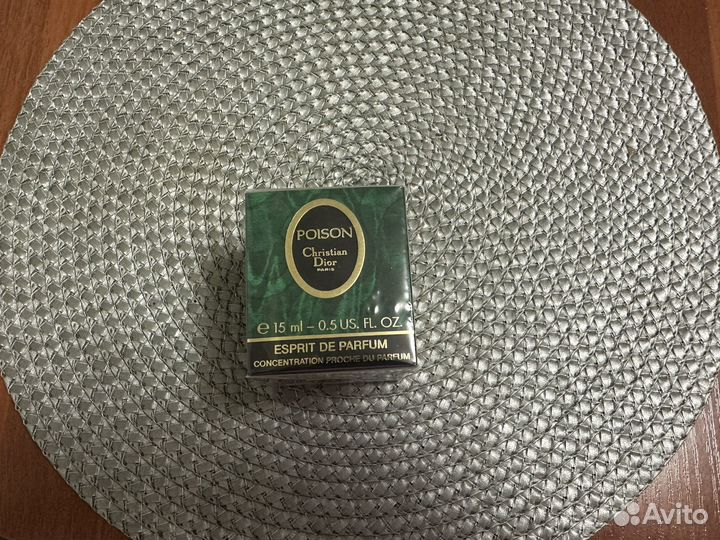 POISON
Christian
Dior
PARIS
℮ 15 ml – 0.5 US. FL. OZ.
ESPRIT DE PARFUM
CONCENTRATION PROCHE DU PARFUM
Avito